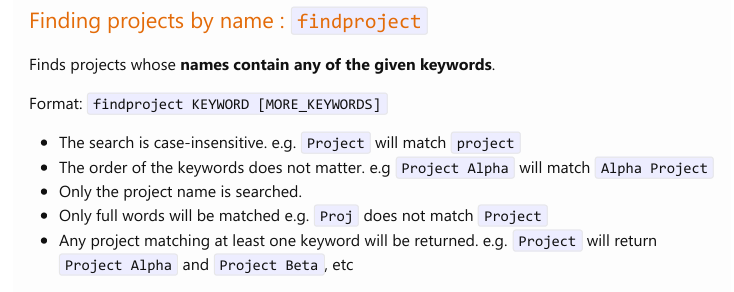 Finding projects by name : findproject
Finds projects whose names contain any of the given keywords.
Format: findproject KEYWORD [MORE_KEYWORDS]
• The search is case-insensitive. e.g. Project will match project
• The order of the keywords does not matter. e.g Project Alpha will match Alpha Project
• Only the project name is searched.
• Only full words will be matched e.g. Proj does not match Project
• Any project matching at least one keyword will be returned. e.g. Project will return
Project Alpha and Project Beta, etc